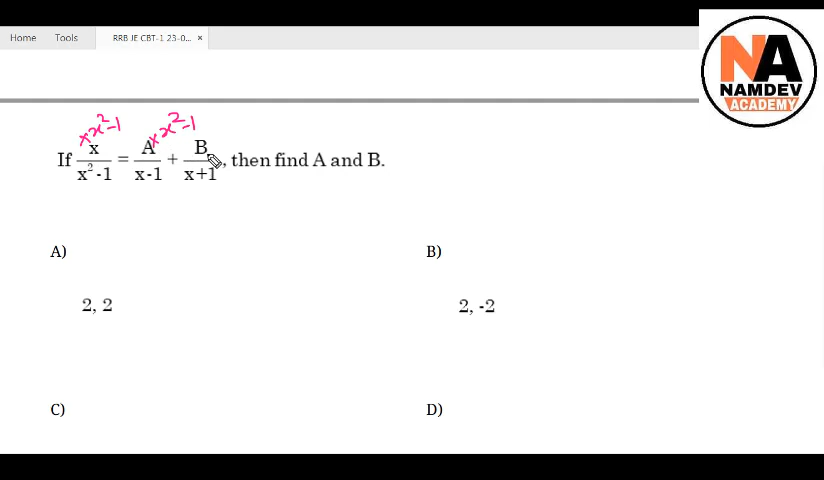 Home Tools RRB JE CBT-1 23-0... ×
NA
NAMDEV
ACADEMY
×x²-1 ×x²-1
If x/(x²-1) = A/(x-1) + B/(x+1), then find A and B.
A) B)
2, 2 2, -2
C) D)